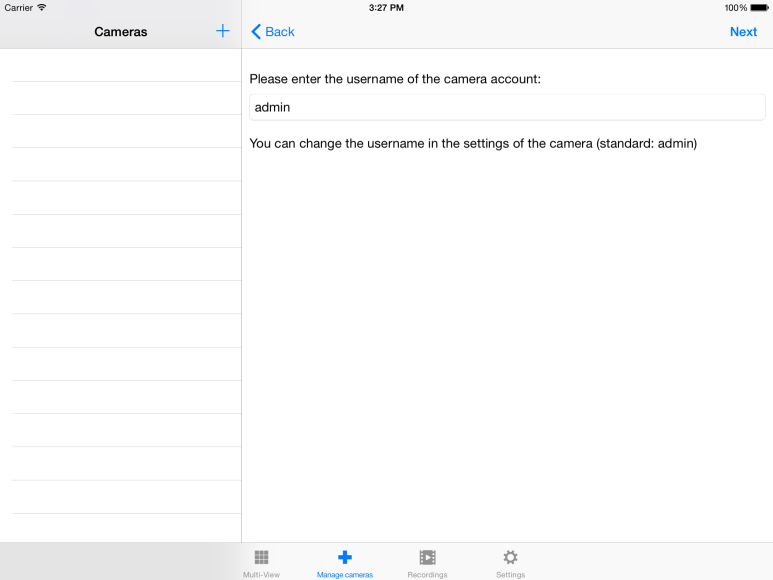 Carrier 3:27 PM 100%
Cameras + Back Next
Please enter the username of the camera account:
admin
You can change the username in the settings of the camera (standard: admin)
Multi-View Manage cameras Recordings Settings